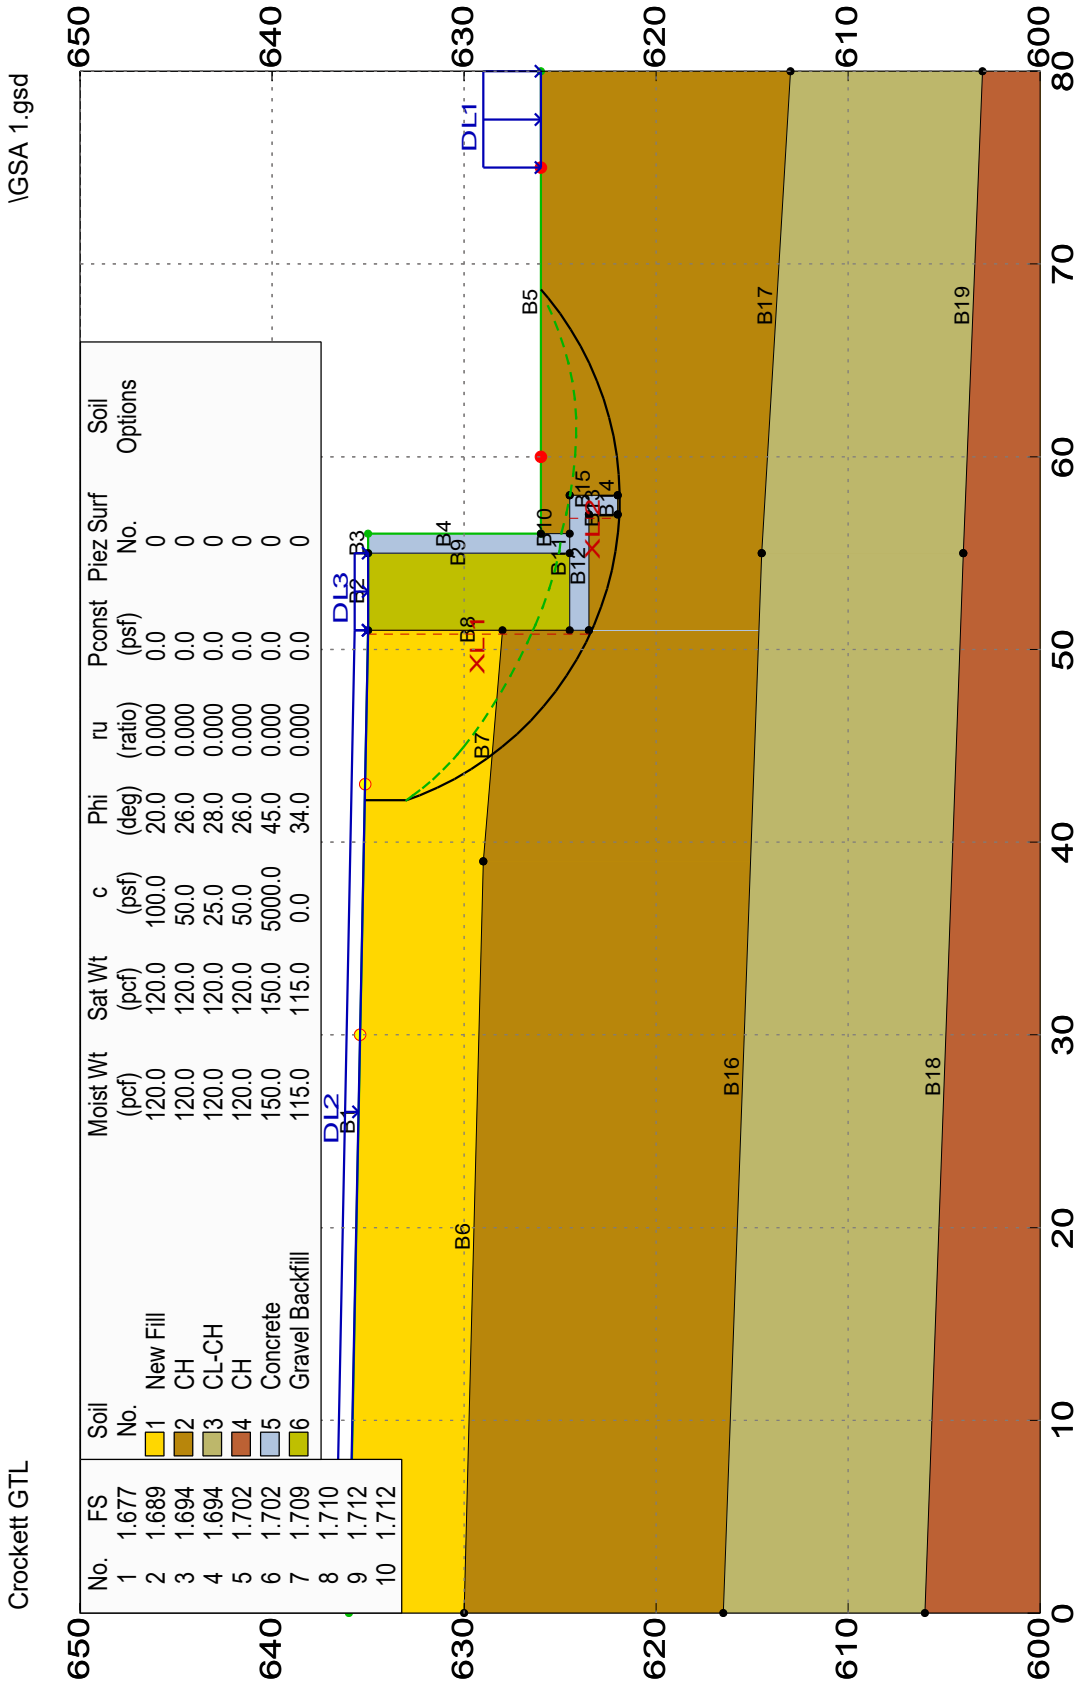 Crockett GTL \GSA 1.gsd
No. FS
1 1.677
2 1.689
3 1.694
4 1.694
5 1.702
6 1.702
7 1.709
8 1.710
9 1.712
10 1.712
Soil Moist Wt Sat Wt c Phi ru Pconst Piez Surf Soil
No. (pcf) (pcf) (psf) (deg) (ratio) (psf) No. Options
1 New Fill 120.0 120.0 100.0 20.0 0.000 0.0 0
2 CH 120.0 120.0 50.0 26.0 0.000 0.0 0
3 CL-CH 120.0 120.0 25.0 28.0 0.000 0.0 0
4 CH 120.0 120.0 50.0 26.0 0.000 0.0 0
5 Concrete 150.0 150.0 5000.0 45.0 0.000 0.0 0
6 Gravel Backfill 115.0 115.0 0.0 34.0 0.000 0.0 0
650 650
640 640
630 630
620 620
610 610
600 600
0 10 20 30 40 50 60 70 80
DL2
B1
DL3
B2
B3
B4
B9
DL1
B6
B7
B8
XL1
B5
B10
B11
B12
B15
B13
B14
XL2
B16
B17
B18
B19